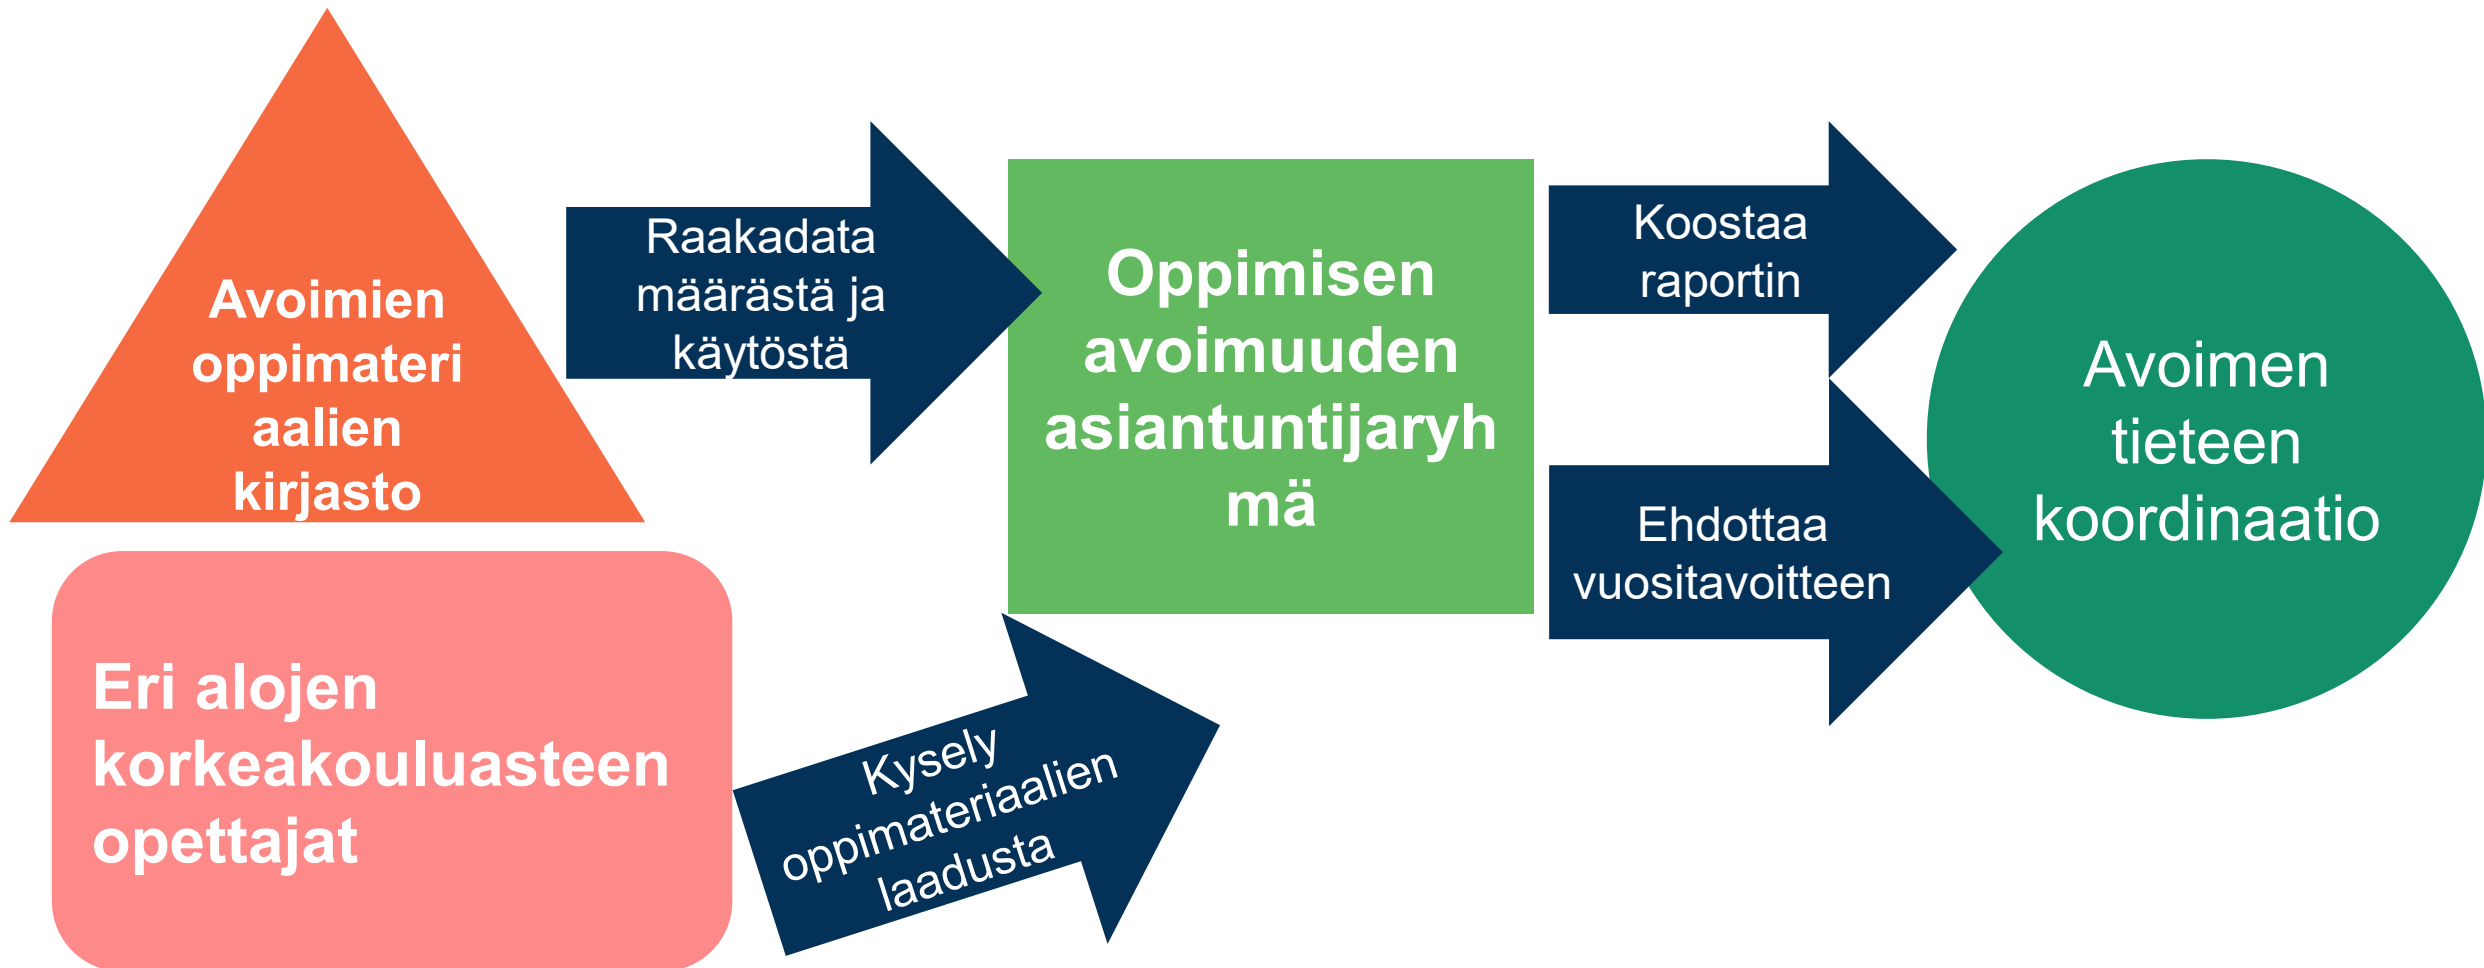 Avoimien
oppimateri
aalien
kirjasto
Raakadata
määrästä ja
käytöstä
Oppimisen
avoimuuden
asiantuntijaryh
mä
Koostaa
raportin
Ehdottaa
vuositavoitteen
Avoimen
tieteen
koordinaatio
Eri alojen
korkeakouluasteen
opettajat
Kysely
oppimateriaalien
laadusta